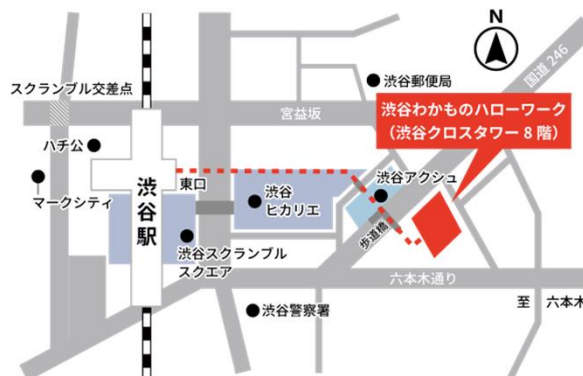 N
国道 246
渋谷郵便局
スクランブル交差点
宮益坂
渋谷わかものハローワーク
（渋谷クロスタワー 8 階）
ハチ公
東口
渋谷アクシュ
マークシティ
渋谷駅
渋谷
ヒカリエ
歩道橋
渋谷スクランブル
スクエア
六本木通り
渋谷警察署
至 六本木